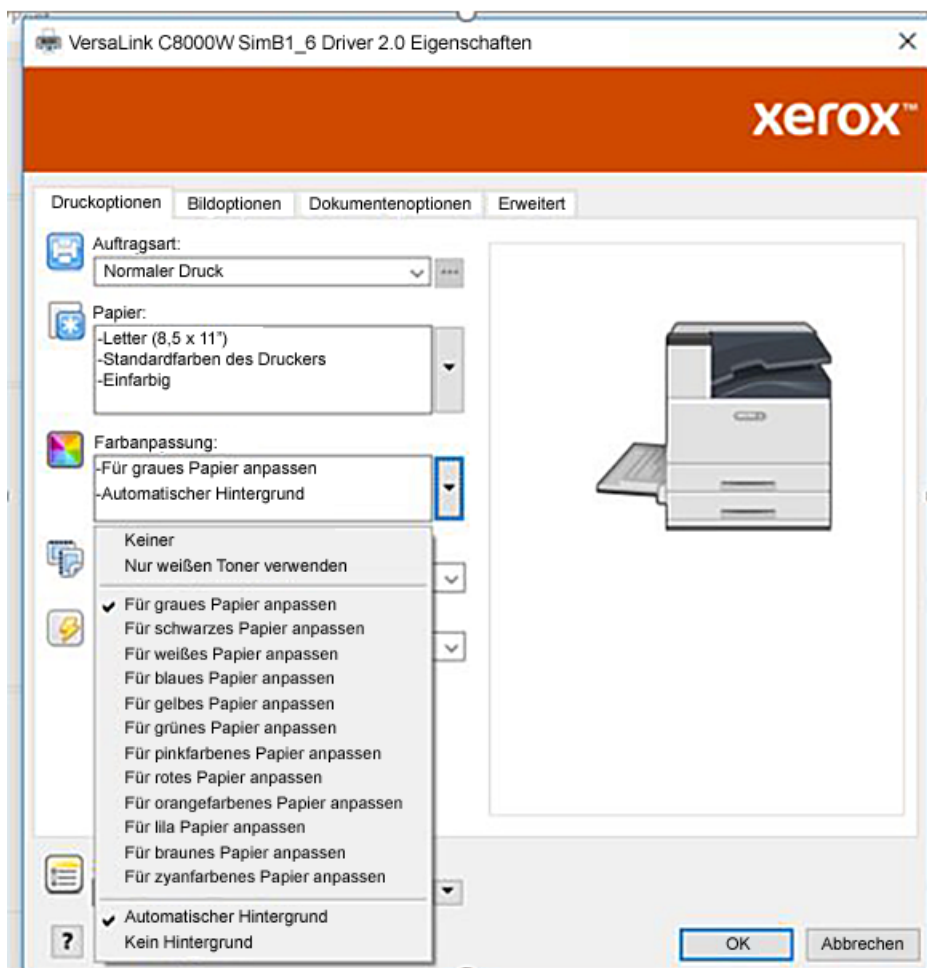 VersaLink C8000W SimB1_6 Driver 2.0 Eigenschaften
xerox™
Druckoptionen Bildoptionen Dokumentenoptionen Erweitert
Auftragsart:
Normaler Druck
Papier:
-Letter (8,5 x 11")
-Standardfarben des Druckers
-Einfarbig
Farbanpassung:
-Für graues Papier anpassen
-Automatischer Hintergrund
Keiner
Nur weißen Toner verwenden
Für graues Papier anpassen
Für schwarzes Papier anpassen
Für weißes Papier anpassen
Für blaues Papier anpassen
Für gelbes Papier anpassen
Für grünes Papier anpassen
Für pinkfarbenes Papier anpassen
Für rotes Papier anpassen
Für orangefarbenes Papier anpassen
Für lila Papier anpassen
Für braunes Papier anpassen
Für zyanfarbenes Papier anpassen
Automatischer Hintergrund
Kein Hintergrund
?
OK Abbrechen